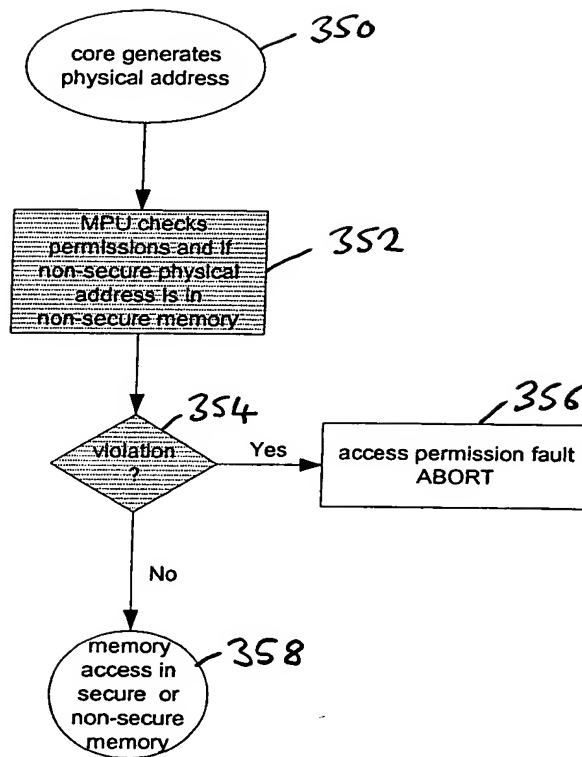 350
core generates
physical address
MPU checks
permissions and if
non-secure physical
address is in
non-secure memory
352
354
violation
?
Yes
356
access permission fault
ABORT
No
memory
access in
secure or
non-secure
memory
358